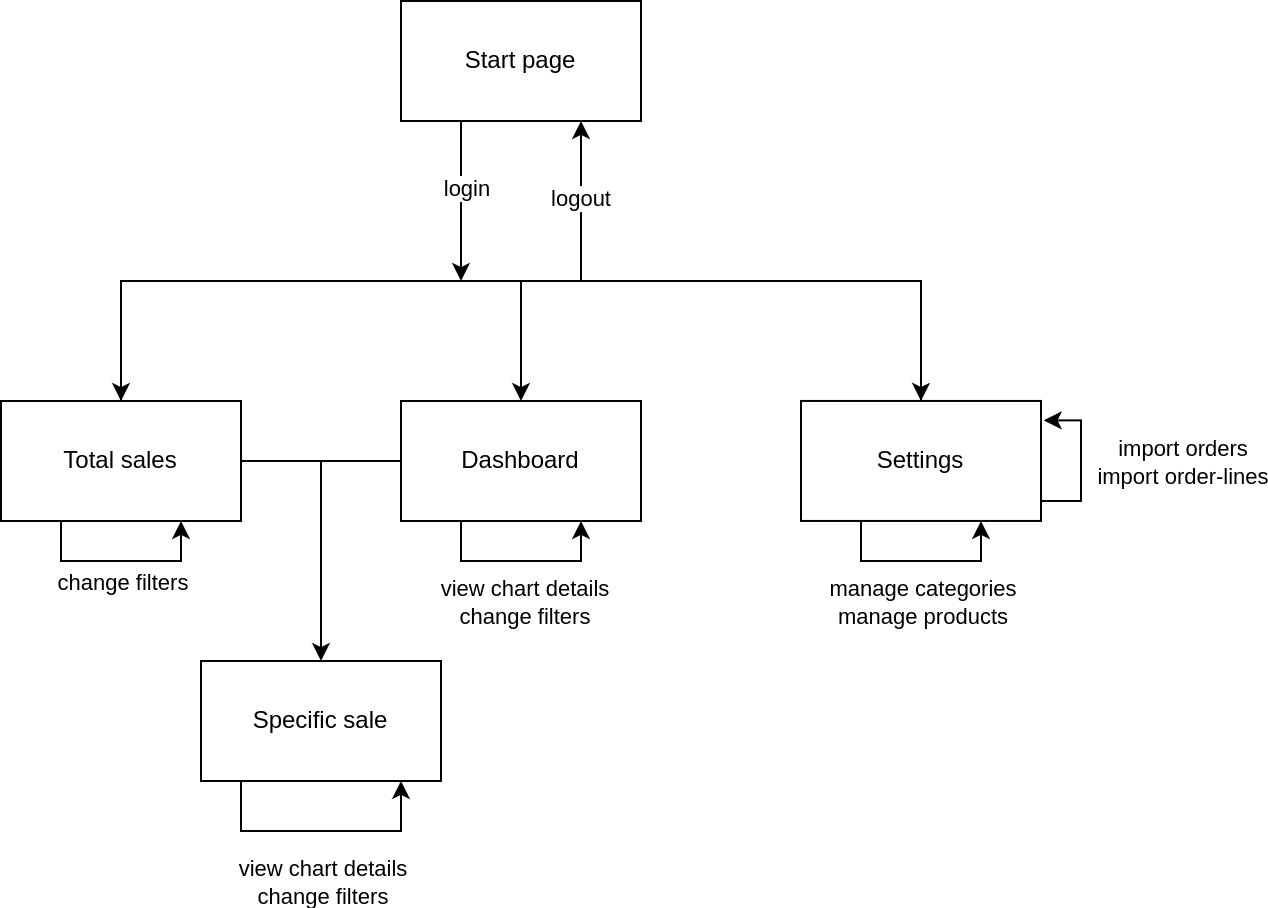 Start page
login
logout
Total sales
Dashboard
Settings
import orders
import order-lines
change filters
view chart details
change filters
manage categories
manage products
Specific sale
view chart details
change filters